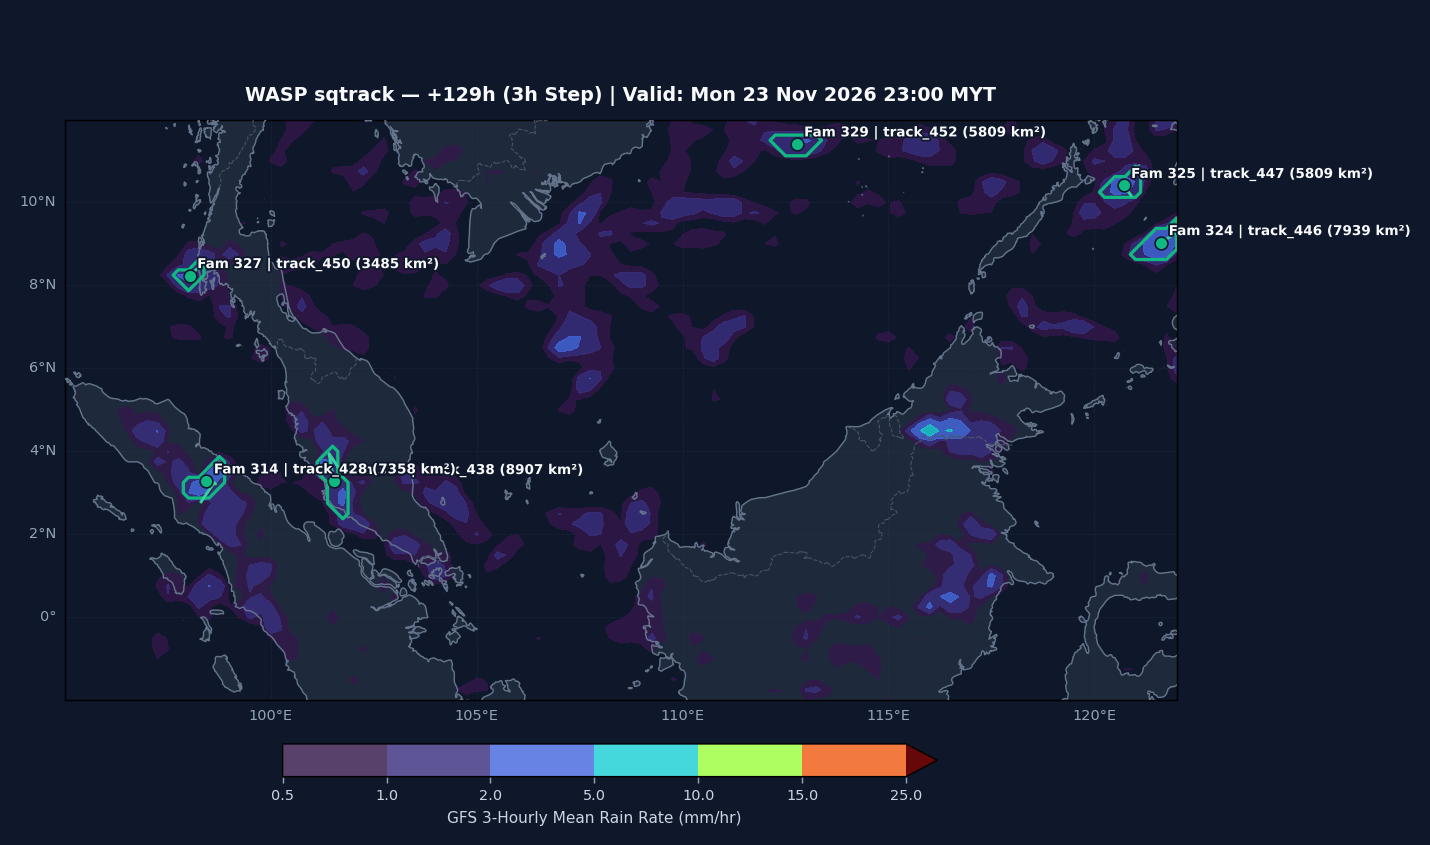 WASP sqtrack — +129h (3h Step) | Valid: Mon 23 Nov 2026 23:00 MYT
Fam 329 | track_452 (5809 km²)
Fam 325 | track_447 (5809 km²)
Fam 324 | track_446 (7939 km²)
Fam 327 | track_450 (3485 km²)
Fam 314 | track_428 (7358 km²)
_438 (8907 km²)
10°N
8°N
6°N
4°N
2°N
0°
100°E 105°E 110°E 115°E 120°E
0.5 1.0 2.0 5.0 10.0 15.0 25.0
GFS 3-Hourly Mean Rain Rate (mm/hr)